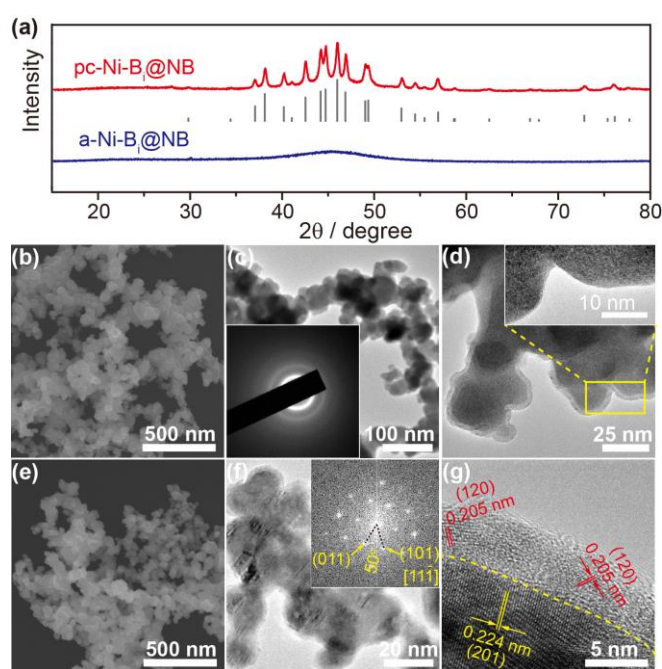 (a)
pc-Ni-Bᵢ@NB
a-Ni-Bᵢ@NB
Intensity
20 30 40 50 60 70 80
2θ / degree
(b)
500 nm
(c)
100 nm
(d)
10 nm
25 nm
(e)
500 nm
(f)
(011)
50°
(101)
[11̅1̅]
20 nm
(g)
(120)
0.205 nm
(120)
0.205 nm
0.224 nm
(201)
5 nm